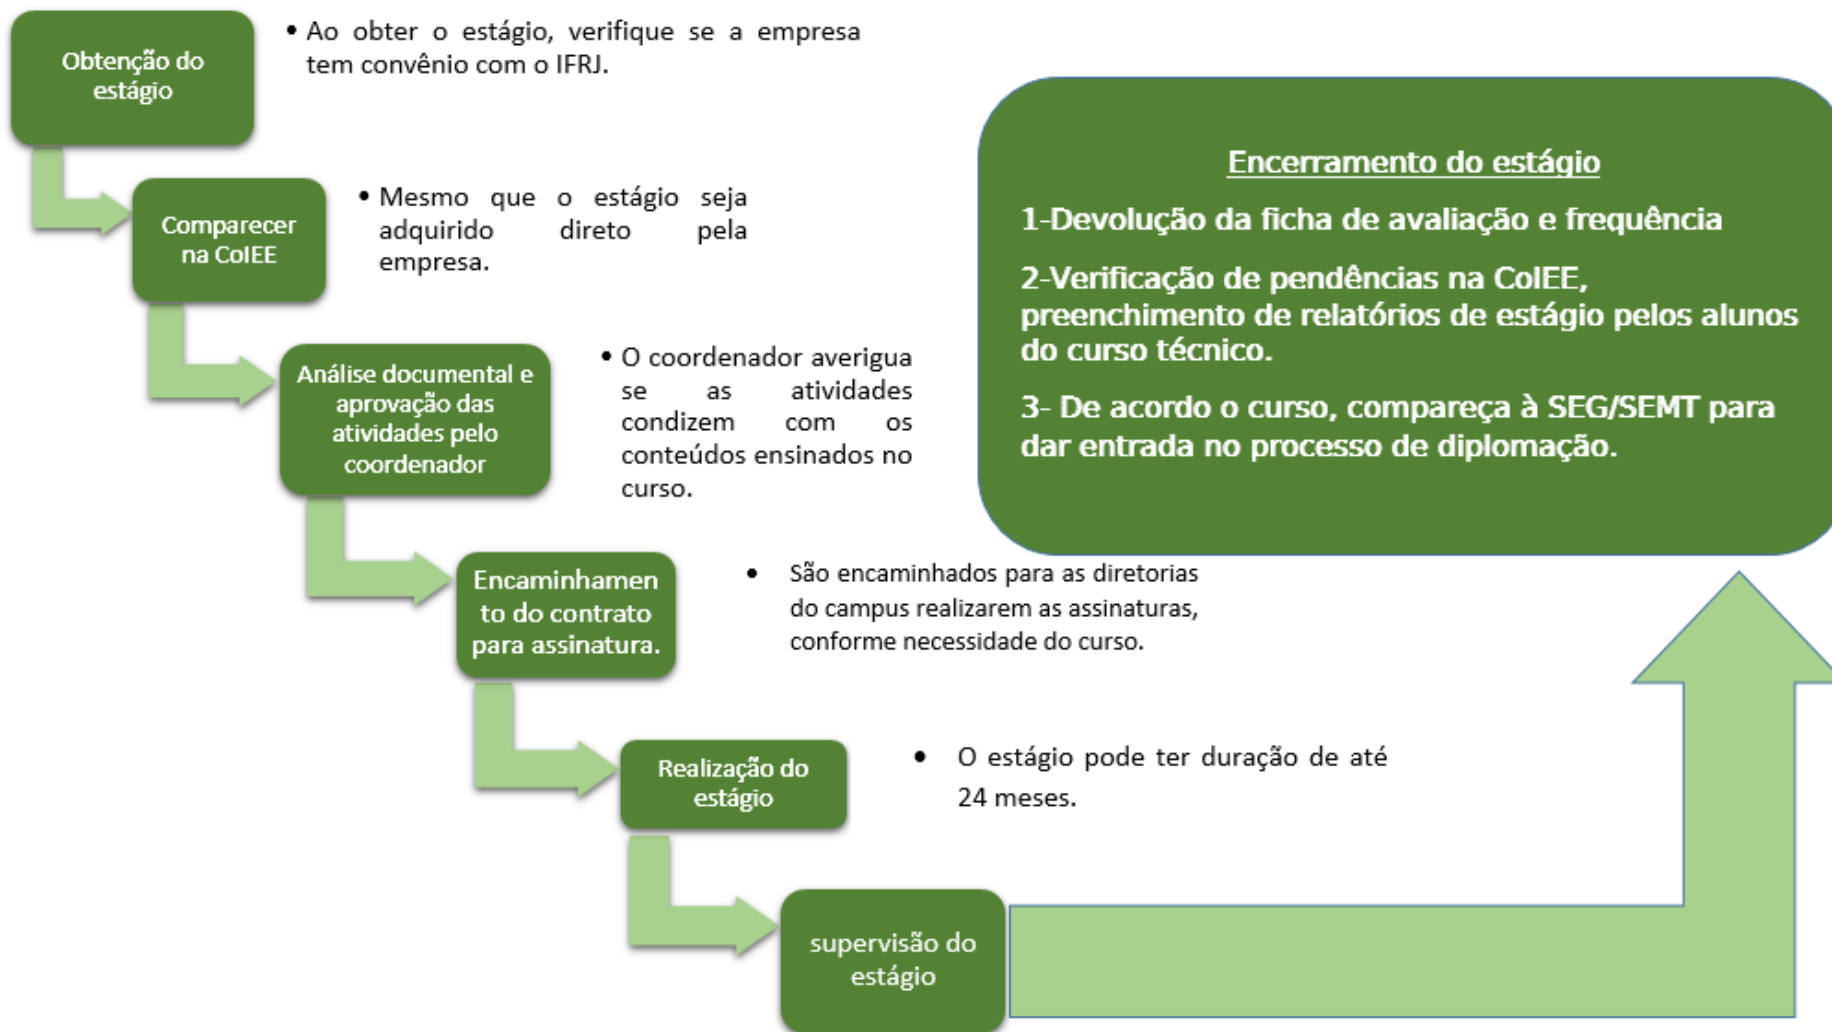 Obtenção do
estágio
• Ao obter o estágio, verifique se a empresa
tem convênio com o IFRJ.
Comparecer
na CoIEE
• Mesmo que o estágio seja
adquirido direto pela
empresa.
Análise documental e
aprovação das
atividades pelo
coordenador
• O coordenador averigua
se as atividades
condizem com os
conteúdos ensinados no
curso.
Encaminhamen
to do contrato
para assinatura.
• São encaminhados para as diretorias
do campus realizarem as assinaturas,
conforme necessidade do curso.
Realização do
estágio
• O estágio pode ter duração de até
24 meses.
supervisão do
estágio
Encerramento do estágio
1-Devolução da ficha de avaliação e frequência
2-Verificação de pendências na CoIEE,
preenchimento de relatórios de estágio pelos alunos
do curso técnico.
3- De acordo o curso, compareça à SEG/SEMT para
dar entrada no processo de diplomação.